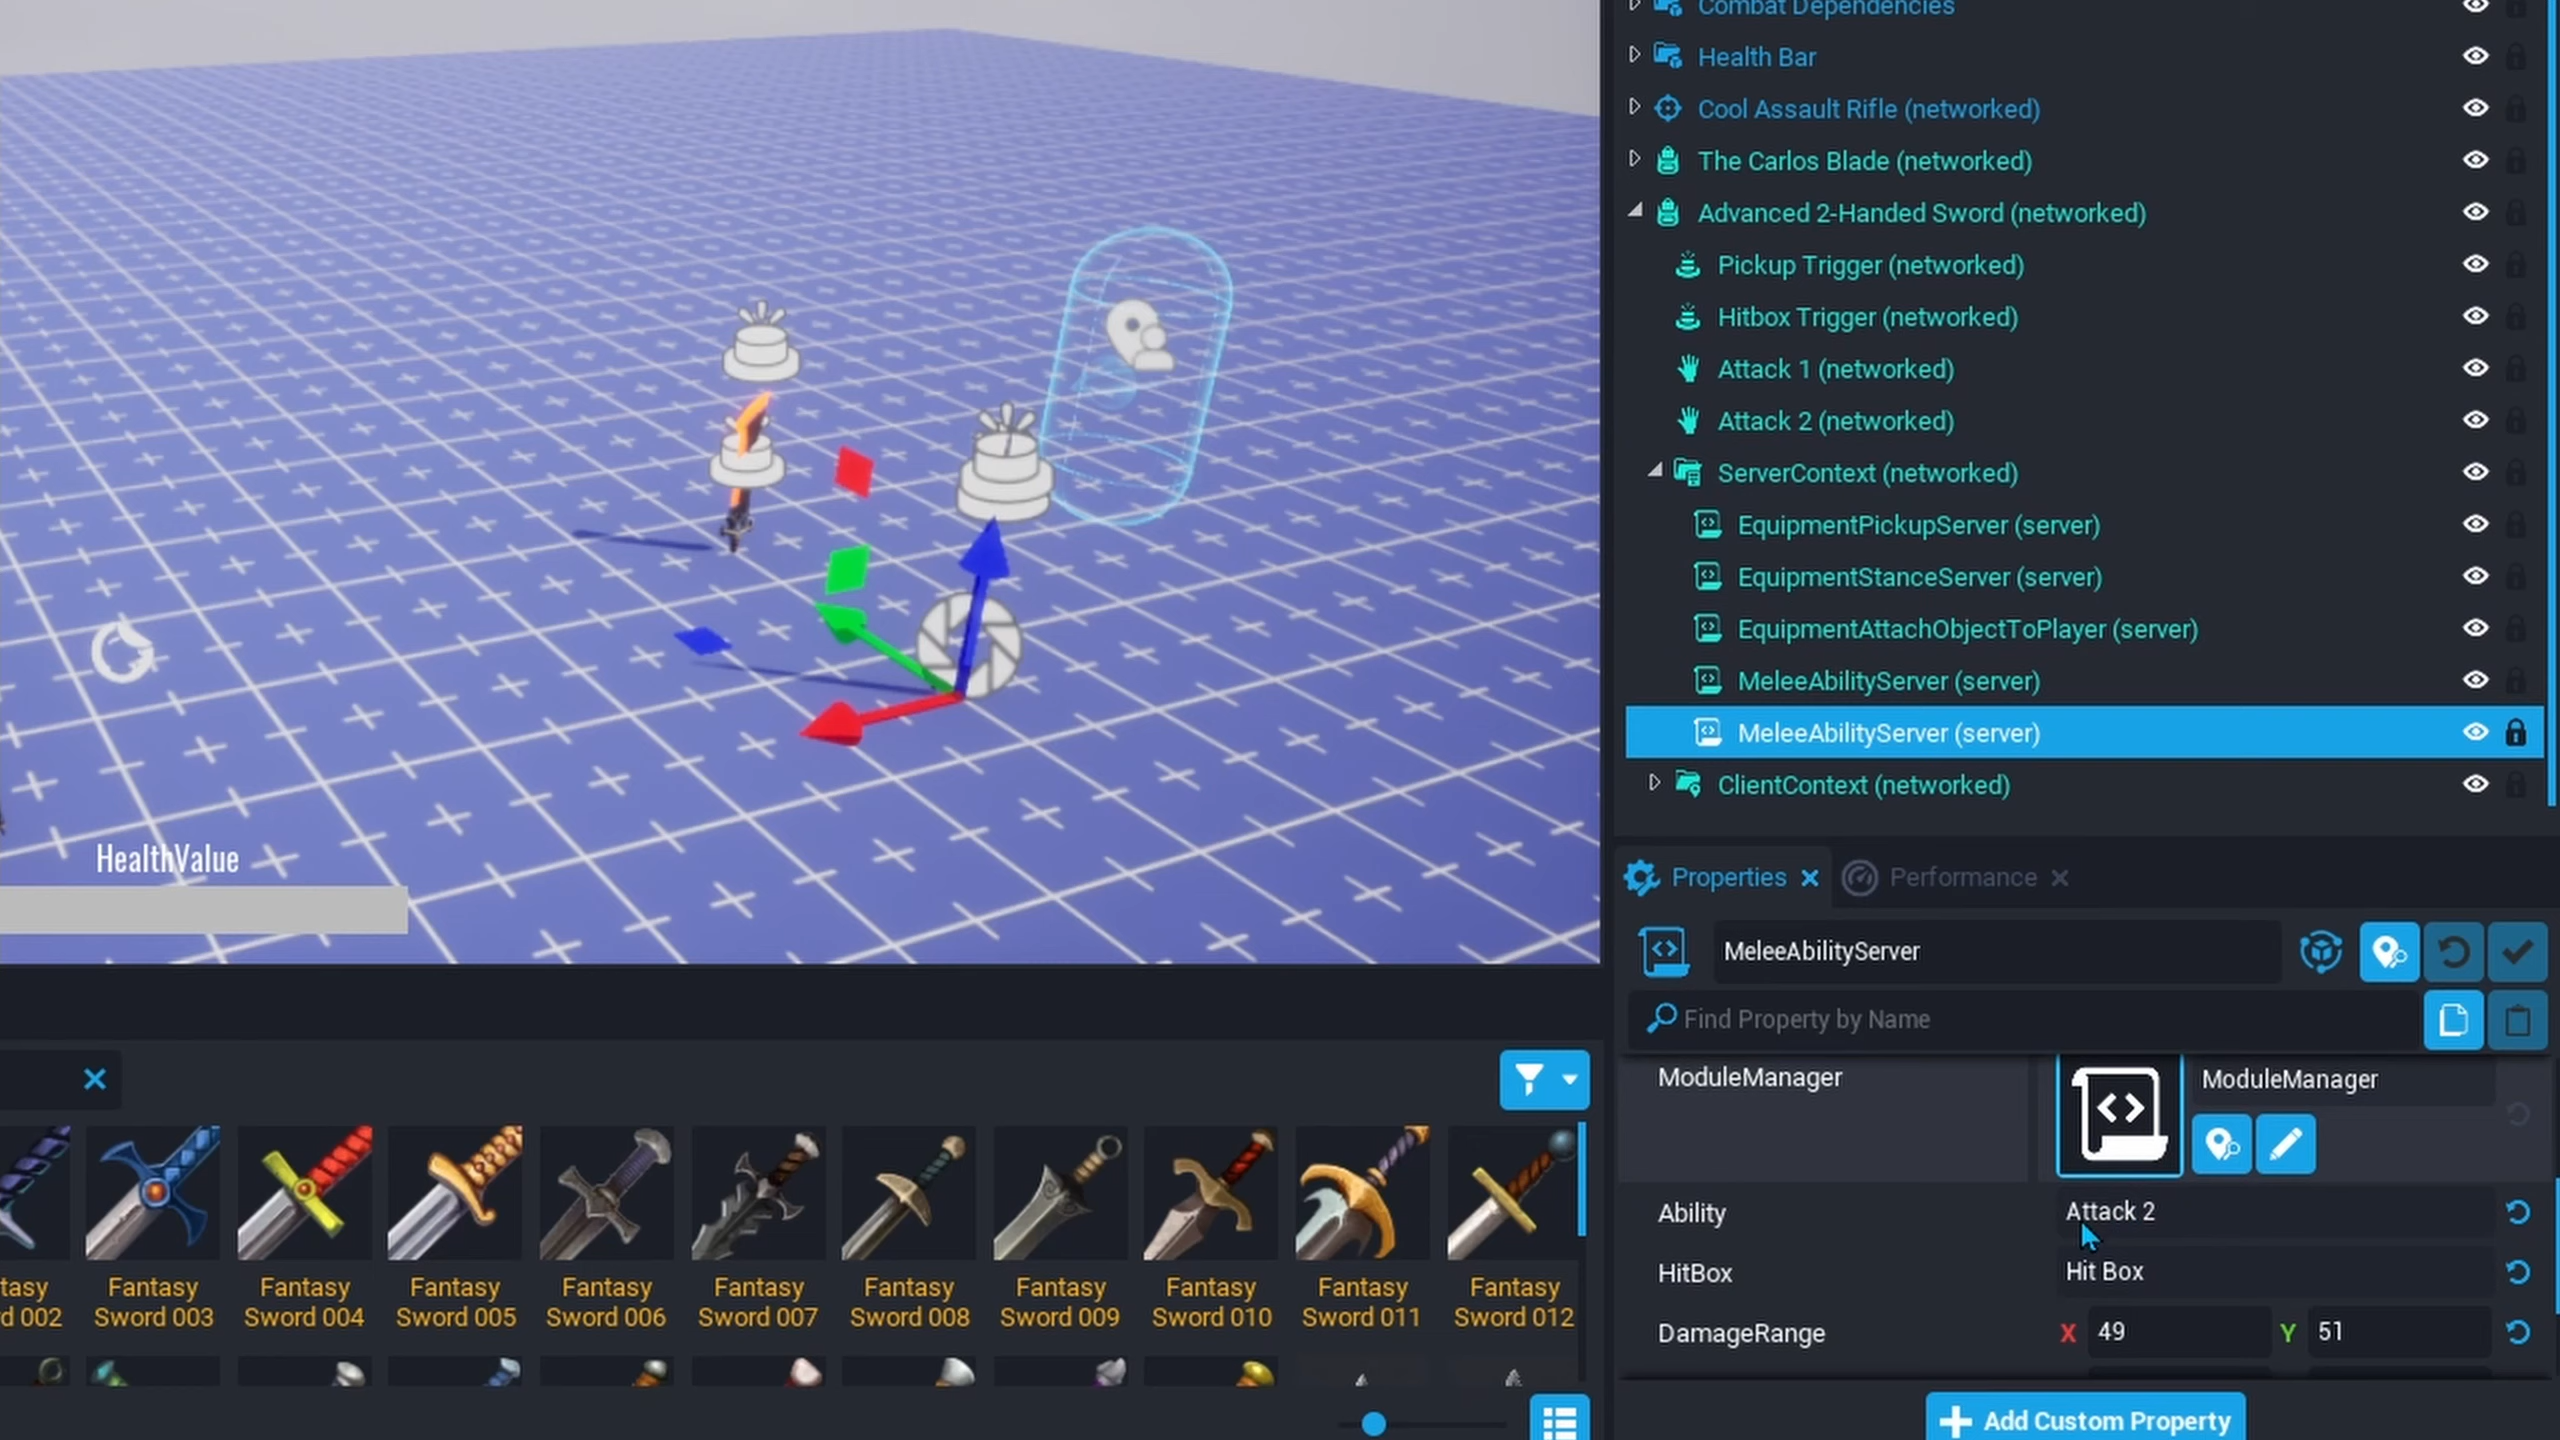 Combat Dependencies
Health Bar
Cool Assault Rifle (networked)
The Carlos Blade (networked)
Advanced 2-Handed Sword (networked)
Pickup Trigger (networked)
Hitbox Trigger (networked)
Attack 1 (networked)
Attack 2 (networked)
ServerContext (networked)
EquipmentPickupServer (server)
EquipmentStanceServer (server)
EquipmentAttachObjectToPlayer (server)
MeleeAbilityServer (server)
MeleeAbilityServer (server)
ClientContext (networked)
HealthValue
Properties
Performance
MeleeAbilityServer
Find Property by Name
ModuleManager
ModuleManager
Ability
Attack 2
HitBox
Hit Box
DamageRange
X 49 Y 51
Add Custom Property
tasy
d 002
Fantasy
Sword 003
Fantasy
Sword 004
Fantasy
Sword 005
Fantasy
Sword 006
Fantasy
Sword 007
Fantasy
Sword 008
Fantasy
Sword 009
Fantasy
Sword 010
Fantasy
Sword 011
Fantasy
Sword 012